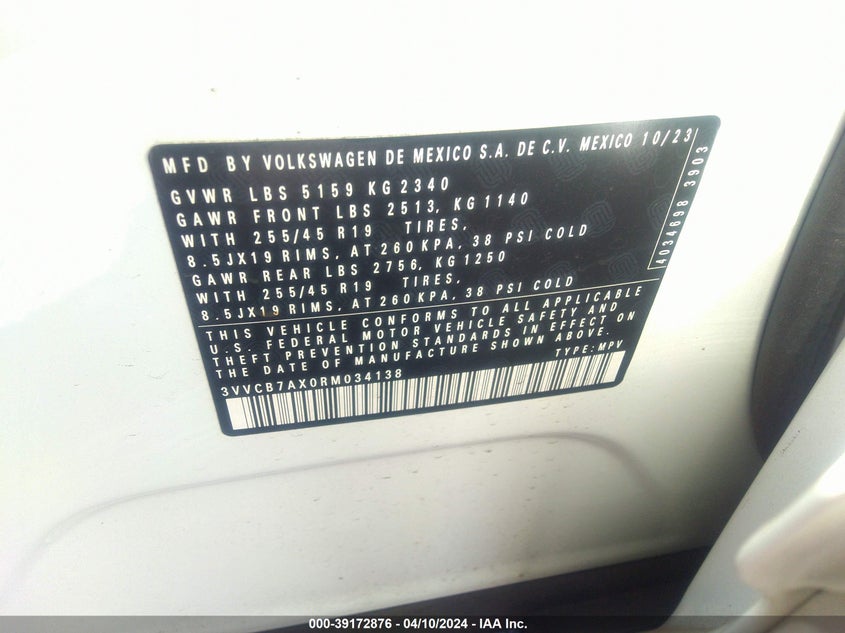 MFD BY VOLKSWAGEN DE MEXICO S.A. DE C.V. MEXICO 10/23
GVWR LBS 5159 KG 2340
GAWR FRONT LBS 2513, KG 1140
WITH 255/45 R19 TIRES,
8.5JX19 RIMS, AT 260 KPA, 38 PSI COLD
GAWR REAR LBS 2756, KG 1250
WITH 255/45 R19 TIRES,
8.5JX19 RIMS, AT 260 KPA, 38 PSI COLD
4034698 3903
THIS VEHICLE CONFORMS TO ALL APPLICABLE
U.S. FEDERAL MOTOR VEHICLE SAFETY AND
THEFT PREVENTION STANDARDS IN EFFECT ON
THE DATE OF MANUFACTURE SHOWN ABOVE.
3VVCB7AX0RM034138 TYPE: MPV
000-39172876 - 04/10/2024 - IAA Inc.